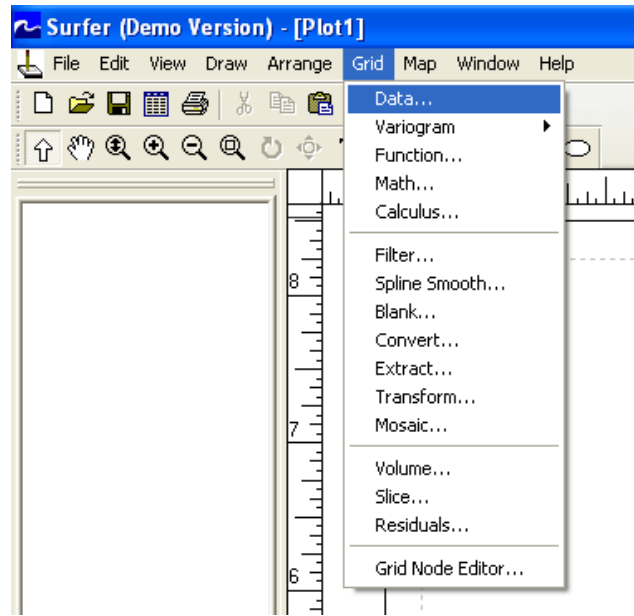 Surfer (Demo Version) - [Plot1]
File Edit View Draw Arrange Grid Map Window Help
Data...
Variogram
Function...
Math...
Calculus...
Filter...
Spline Smooth...
8
Blank...
Convert...
Extract...
Transform...
Mosaic...
7
Volume...
Slice...
Residuals...
Grid Node Editor...
6